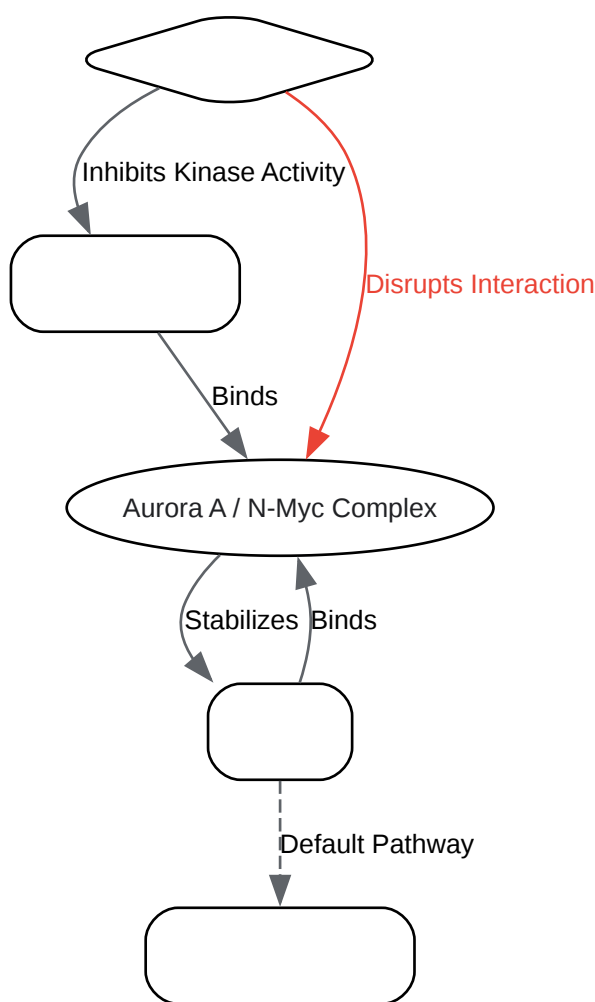 Inhibits Kinase Activity
Disrupts Interaction
Binds
Aurora A / N-Myc Complex
Stabilizes
Binds
Default Pathway